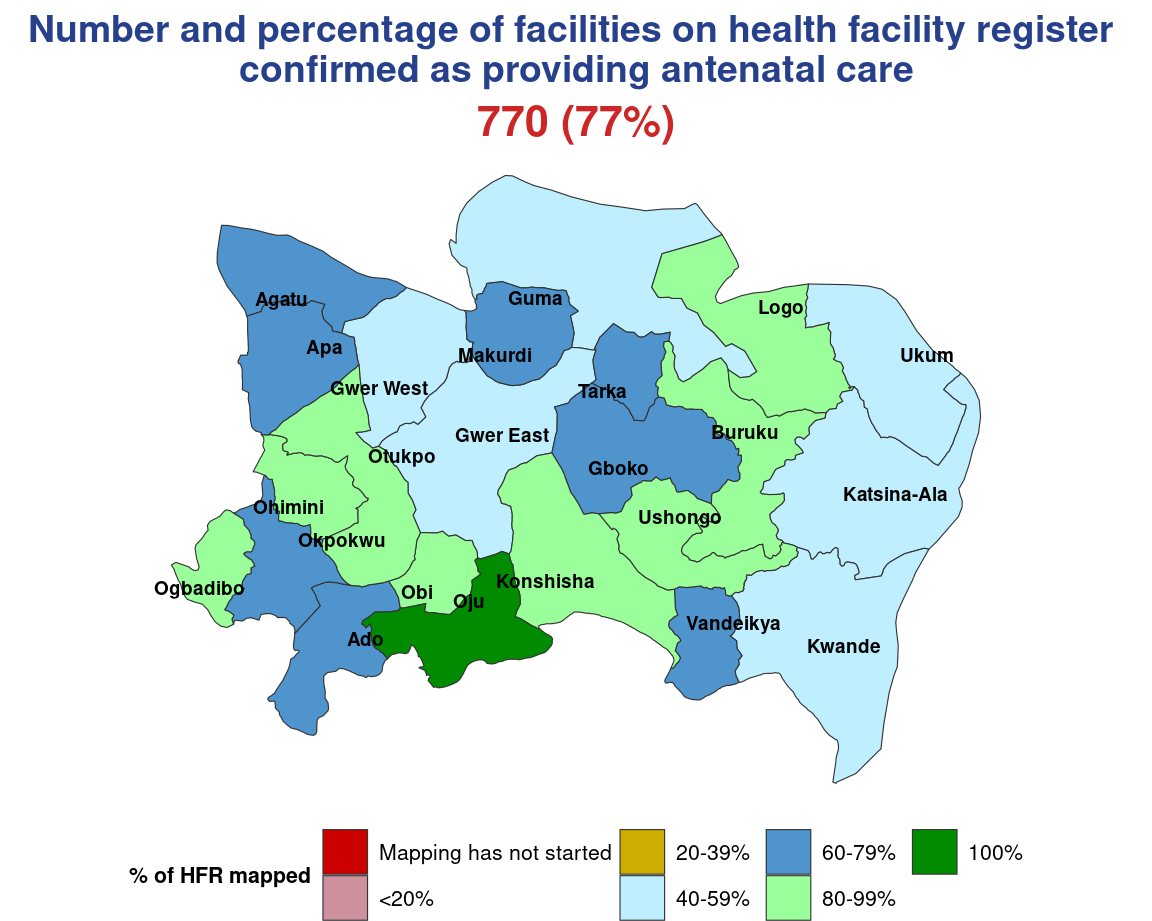 Number and percentage of facilities on health facility register
confirmed as providing antenatal care
770 (77%)
Agatu
Guma
Logo
Apa
Makurdi
Ukum
Gwer West
Tarka
Gwer East
Buruku
Otukpo
Gboko
Katsina-Ala
Ohimini
Ushongo
Okpokwu
Ogbadibo
Obi
Oju
Konshisha
Ado
Vandeikya
Kwande
% of HFR mapped
Mapping has not started
<20%
20-39%
40-59%
60-79%
80-99%
100%